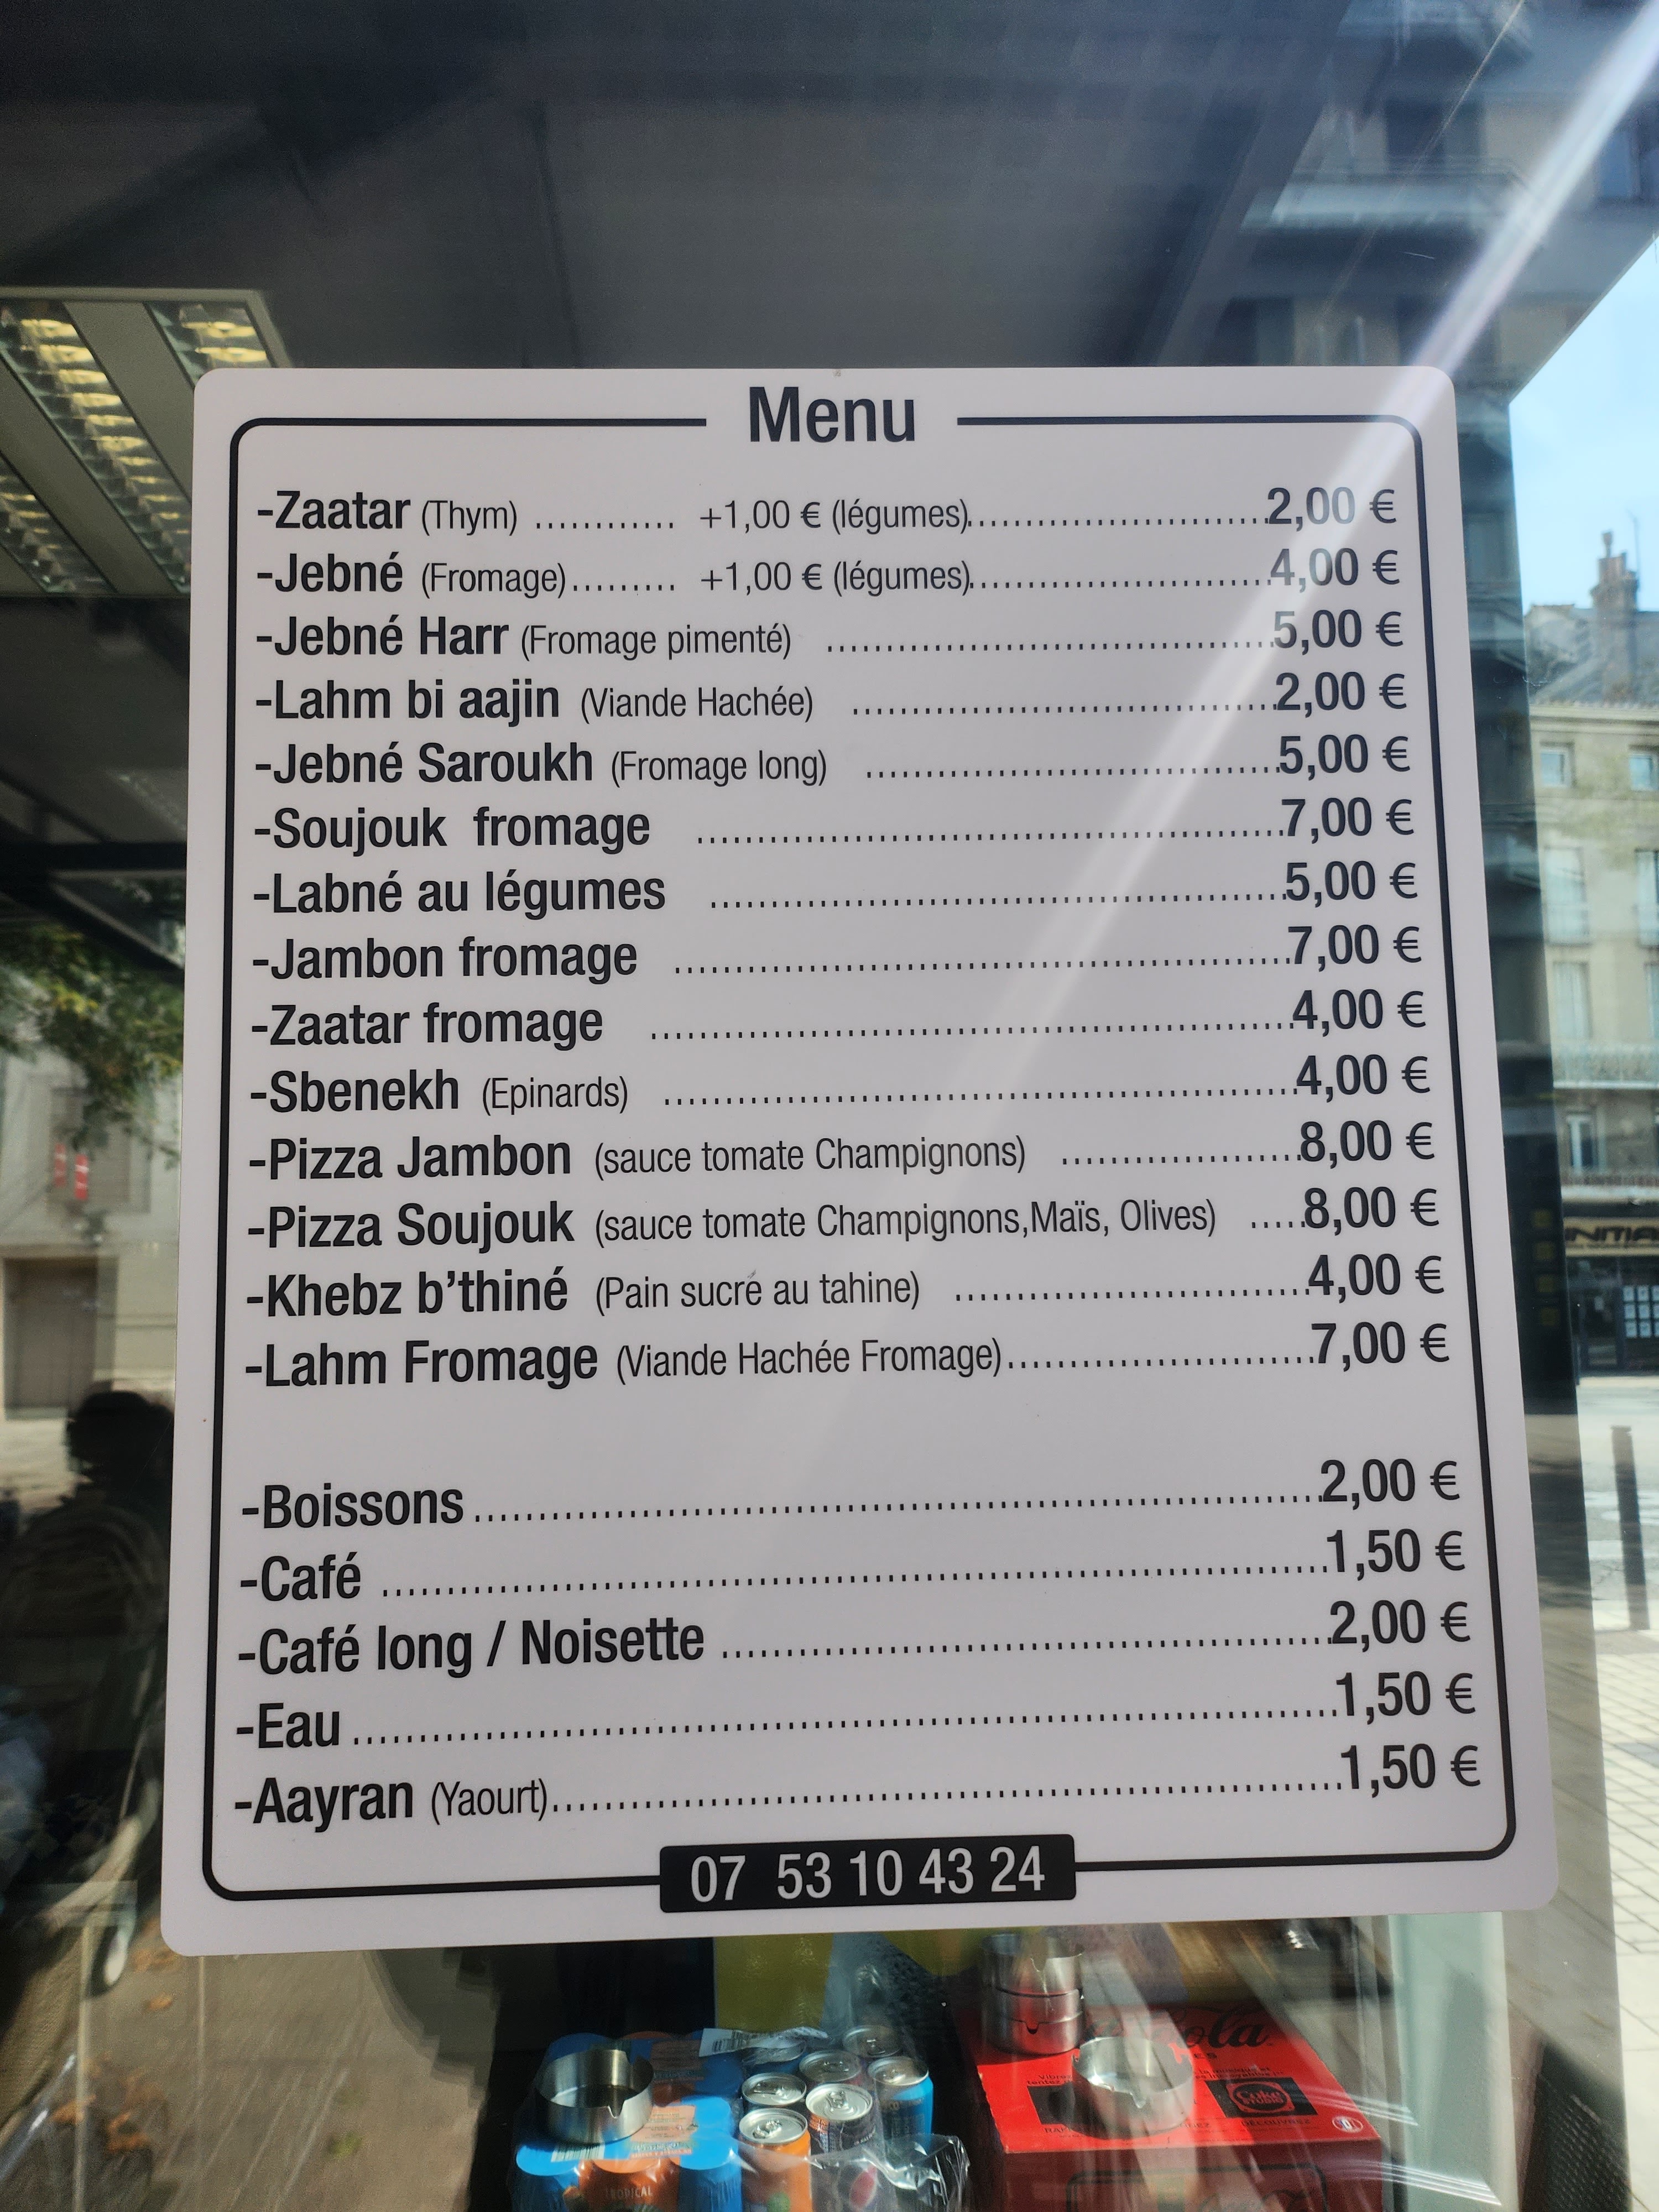 Menu
-Zaatar (Thym) ............ +1,00 € (légumes)..........................2,00 €
-Jebné (Fromage)......... +1,00 € (légumes)..........................4,00 €
-Jebné Harr (Fromage pimenté) ......................................5,00 €
-Lahm bi aajin (Viande Hachée) ....................................2,00 €
-Jebné Saroukh (Fromage long) ...................................5,00 €
-Soujouk fromage .................................................7,00 €
-Labné au légumes ................................................5,00 €
-Jambon fromage ...................................................7,00 €
-Zaatar fromage .....................................................4,00 €
-Sbenekh (Epinards) ....................................................4,00 €
-Pizza Jambon (sauce tomate Champignons) ....................8,00 €
-Pizza Soujouk (sauce tomate Champignons,Maïs, Olives) .....8,00 €
-Khebz b'thiné (Pain sucré au tahine) .............................4,00 €
-Lahm Fromage (Viande Hachée Fromage).........................7,00 €
-Boissons.....................................................................2,00 €
-Café .............................................................................1,50 €
-Café long / Noisette .................................................2,00 €
-Eau................................................................................1,50 €
-Aayran (Yaourt)..............................................................1,50 €
07 53 10 43 24
TROPICAL
Coke
STUDIO
DÉCOUVREZ